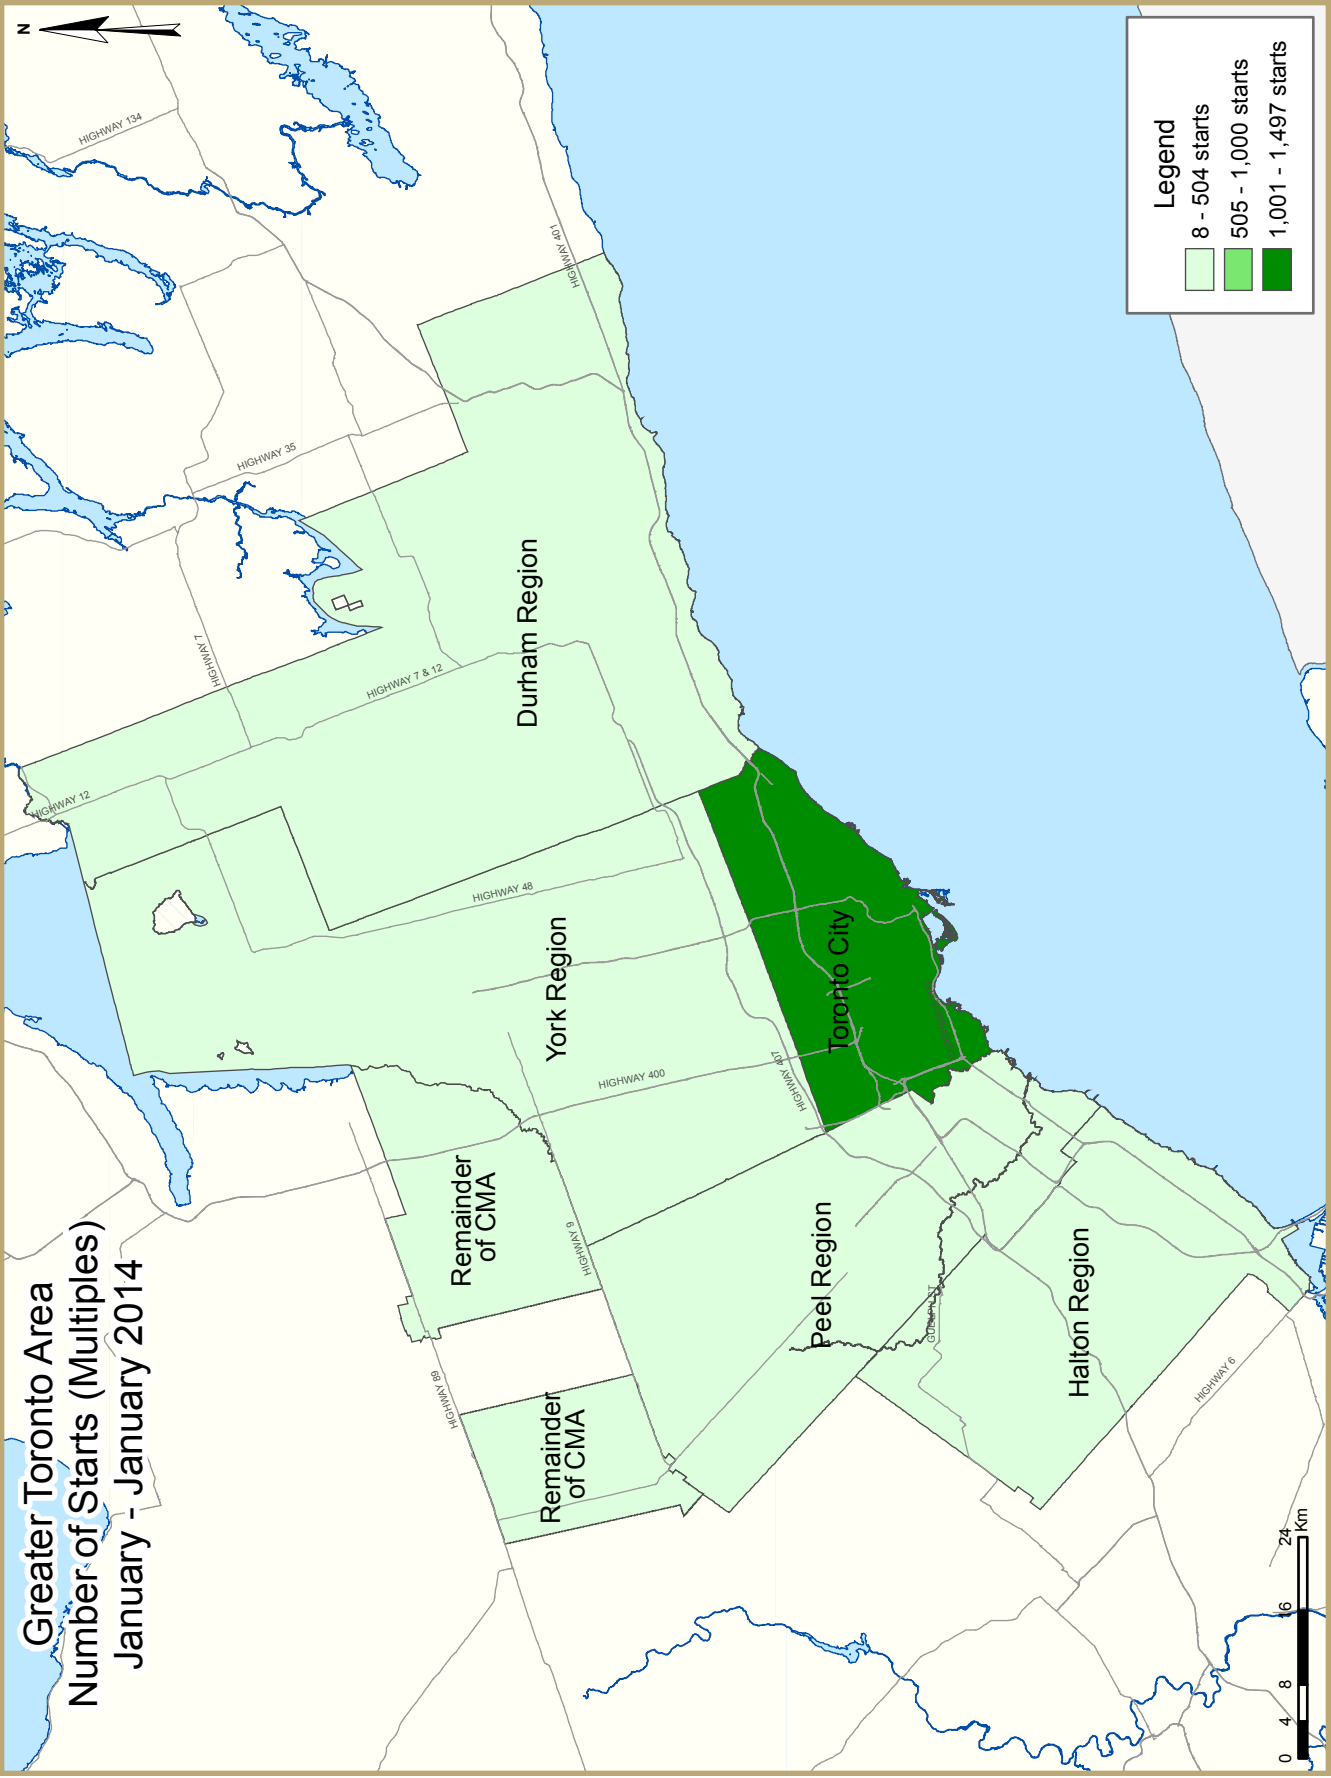 Greater Toronto Area
Number of Starts (Multiples)
January - January 2014
N
HIGHWAY 134
HIGHWAY 401
HIGHWAY 35
HIGHWAY 7
HIGHWAY 7 & 12
HIGHWAY 12
Durham Region
HIGHWAY 48
York Region
HIGHWAY 400
HIGHWAY 407
Toronto City
Remainder
of CMA
HIGHWAY 9
HIGHWAY 89
Remainder
of CMA
Peel Region
GUELPH ST
Halton Region
HIGHWAY 6
Legend
8 - 504 starts
505 - 1,000 starts
1,001 - 1,497 starts
0 4 8 16 24
Km